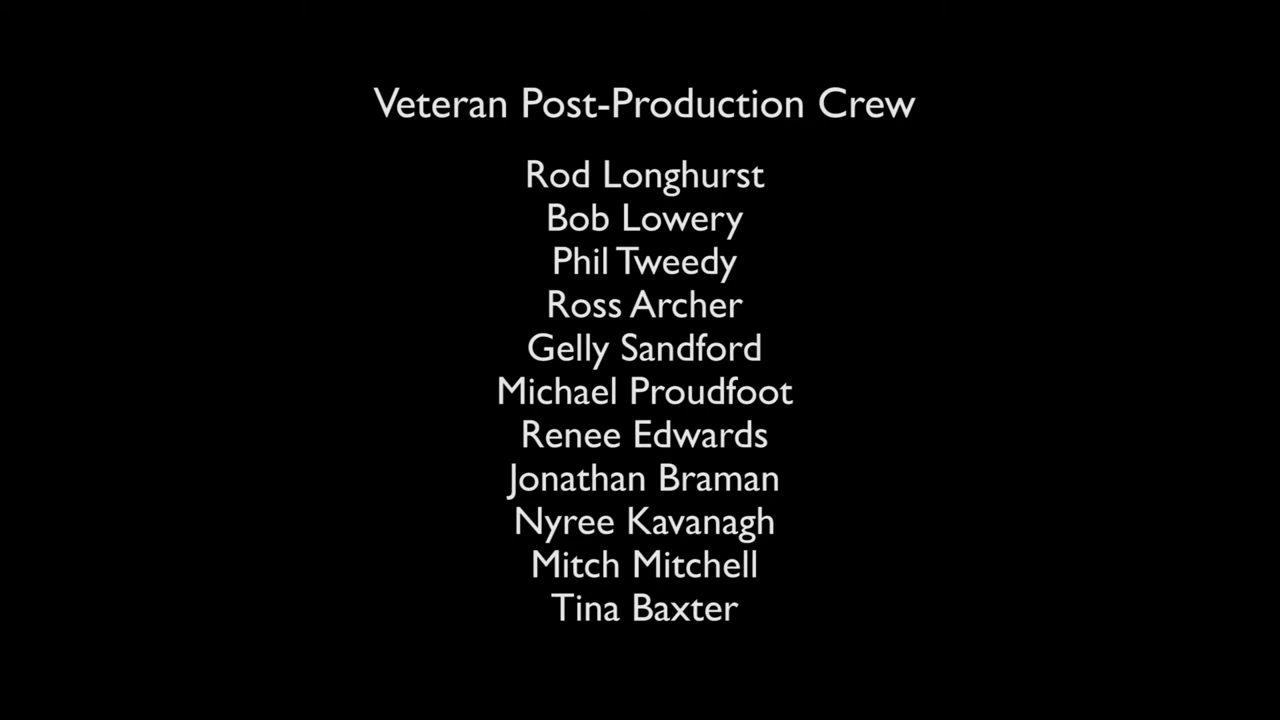 Veteran Post-Production Crew
Rod Longhurst
Bob Lowery
Phil Tweedy
Ross Archer
Gelly Sandford
Michael Proudfoot
Renee Edwards
Jonathan Braman
Nyree Kavanagh
Mitch Mitchell
Tina Baxter